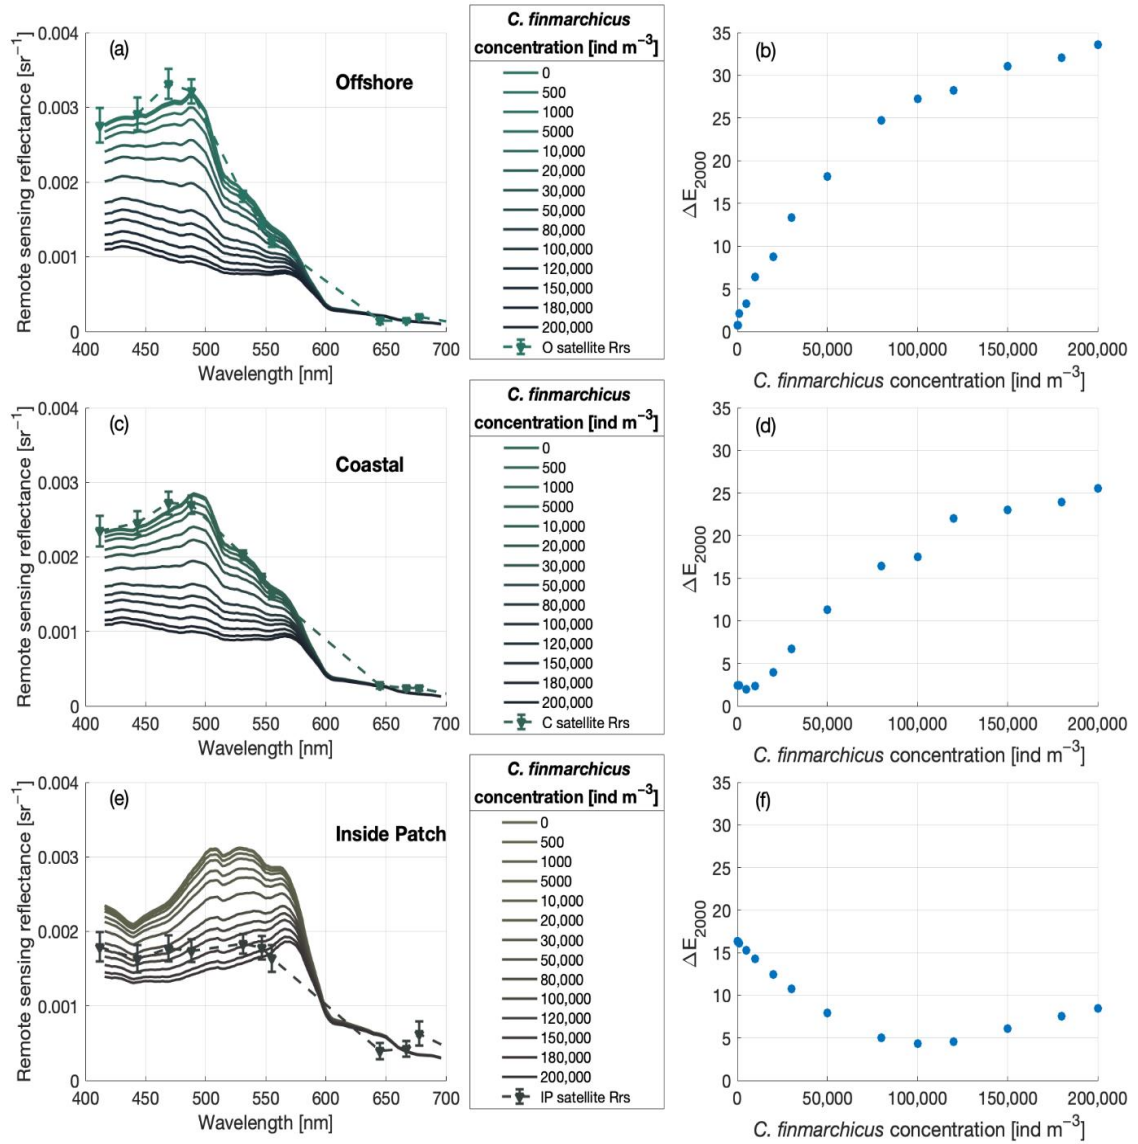 (a)
Offshore
Remote sensing reflectance [sr⁻¹]
0.004
0.003
0.002
0.001
0
400 450 500 550 600 650 700
Wavelength [nm]
C. finmarchicus
concentration [ind m⁻³]
0
500
1000
5000
10,000
20,000
30,000
50,000
80,000
100,000
120,000
150,000
180,000
200,000
O satellite Rrs
(b)
ΔE2000
35
30
25
20
15
10
5
0
0 50,000 100,000 150,000 200,000
C. finmarchicus concentration [ind m⁻³]
(c)
Coastal
Remote sensing reflectance [sr⁻¹]
0.004
0.003
0.002
0.001
0
400 450 500 550 600 650 700
Wavelength [nm]
C. finmarchicus
concentration [ind m⁻³]
0
500
1000
5000
10,000
20,000
30,000
50,000
80,000
100,000
120,000
150,000
180,000
200,000
C satellite Rrs
(d)
ΔE2000
35
30
25
20
15
10
5
0
0 50,000 100,000 150,000 200,000
C. finmarchicus concentration [ind m⁻³]
(e)
Inside Patch
Remote sensing reflectance [sr⁻¹]
0.004
0.003
0.002
0.001
0
400 450 500 550 600 650 700
Wavelength [nm]
C. finmarchicus
concentration [ind m⁻³]
0
500
1000
5000
10,000
20,000
30,000
50,000
80,000
100,000
120,000
150,000
180,000
200,000
IP satellite Rrs
(f)
ΔE2000
35
30
25
20
15
10
5
0
0 50,000 100,000 150,000 200,000
C. finmarchicus concentration [ind m⁻³]